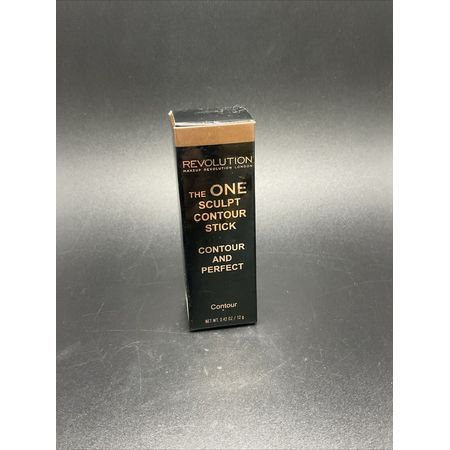 REVOLUTION
MAKEUP REVOLUTION LONDON
THE ONE
SCULPT
CONTOUR
STICK
CONTOUR
AND
PERFECT
Contour
NET WT. 0.42 OZ / 12 g